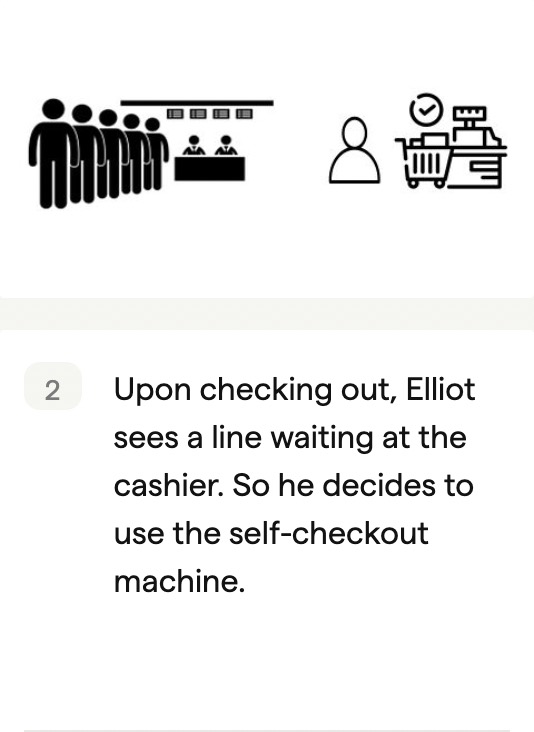 2
Upon checking out, Elliot
sees a line waiting at the
cashier. So he decides to
use the self-checkout
machine.